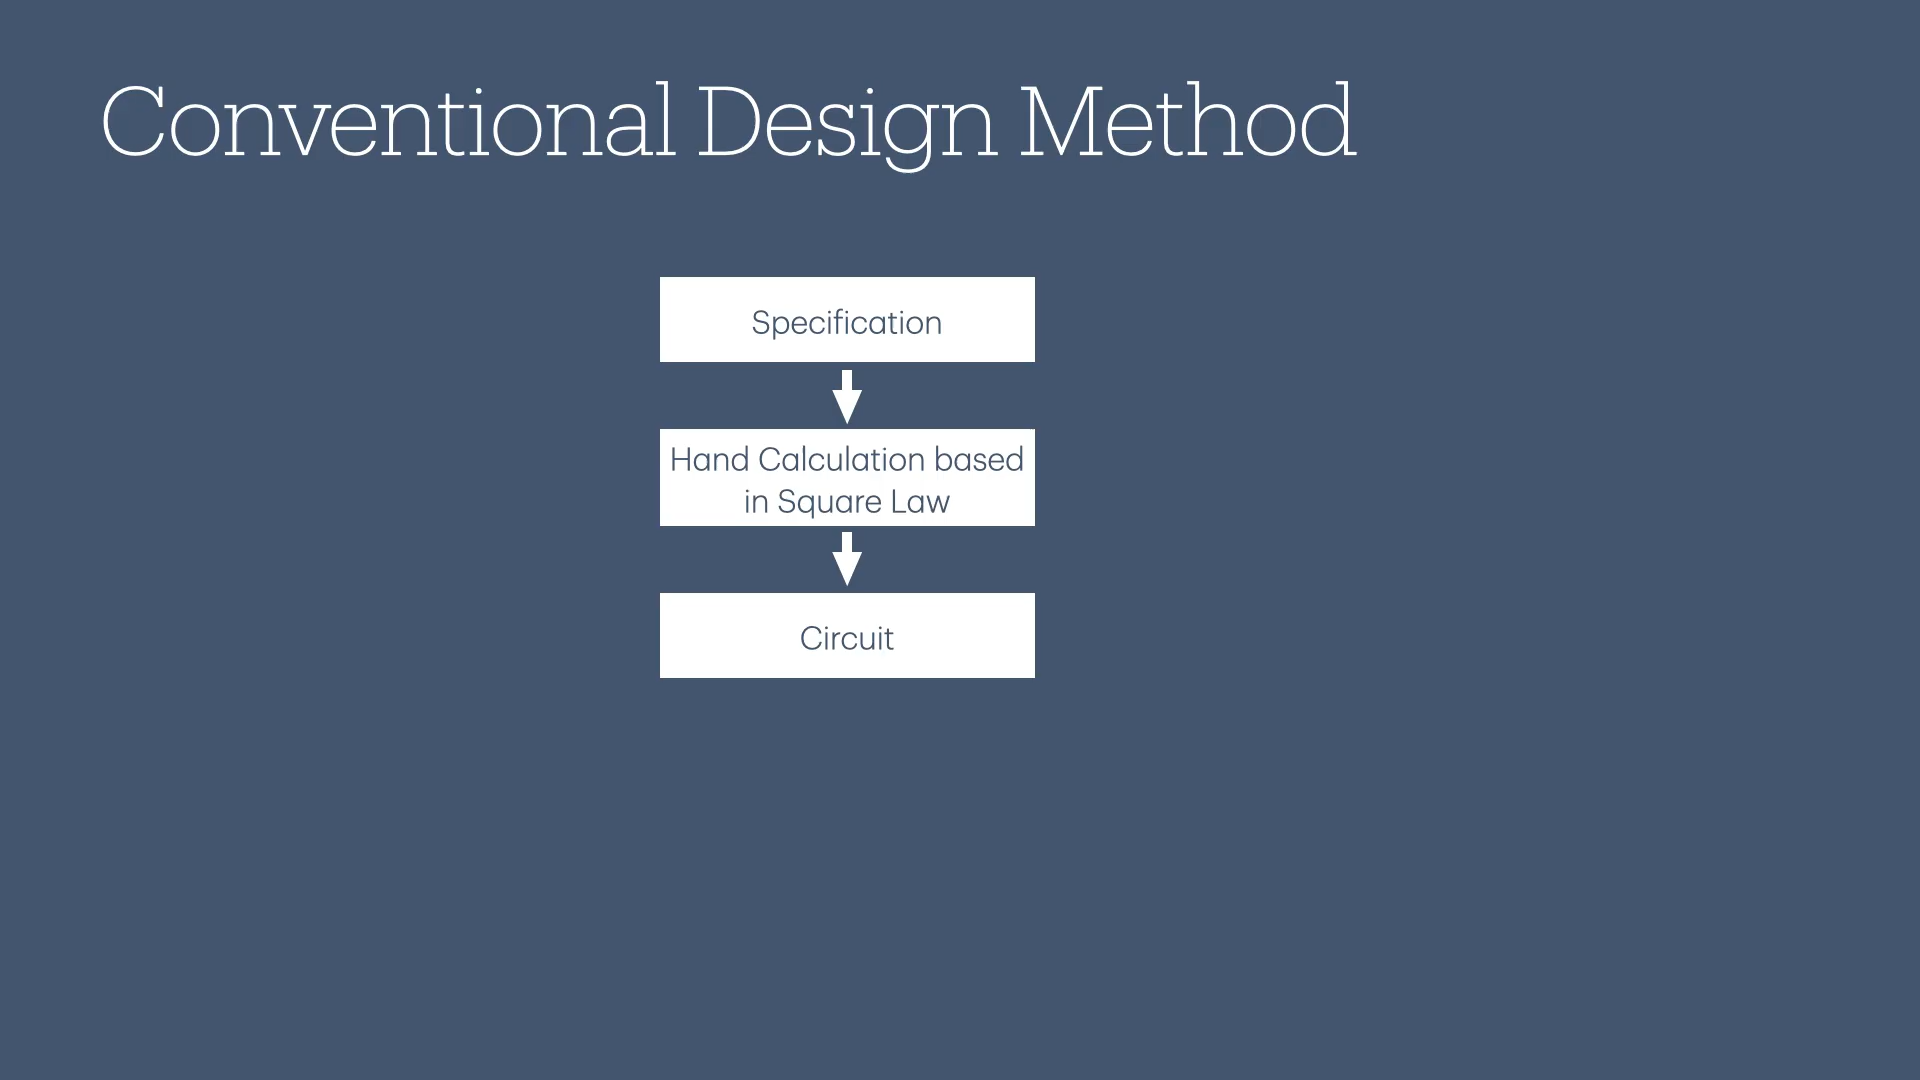 Conventional Design Method
Specification
Hand Calculation based
in Square Law
Circuit